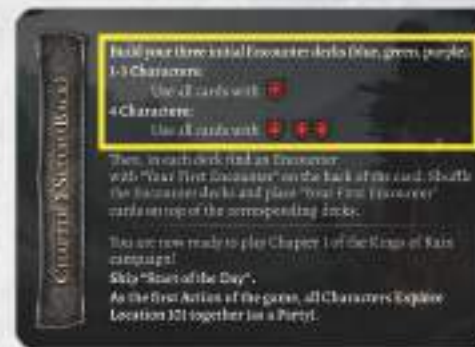 Build your three initial Encounter decks (blue, green, purple)
1-3 Characters:
Use all cards with
4 Characters:
Use all cards with
Then, in each deck find an Encounter
with "Your First Encounter" on the back of the card. Shuffle
the Encounter decks and place "Your First Encounter"
cards on top of the corresponding decks.
You are now ready to play Chapter 1 of the Kings of Ruin
campaign!
Skip "Start of the Day".
As the first Action of the game, all Characters Explore
Location 101 together (as a Party).